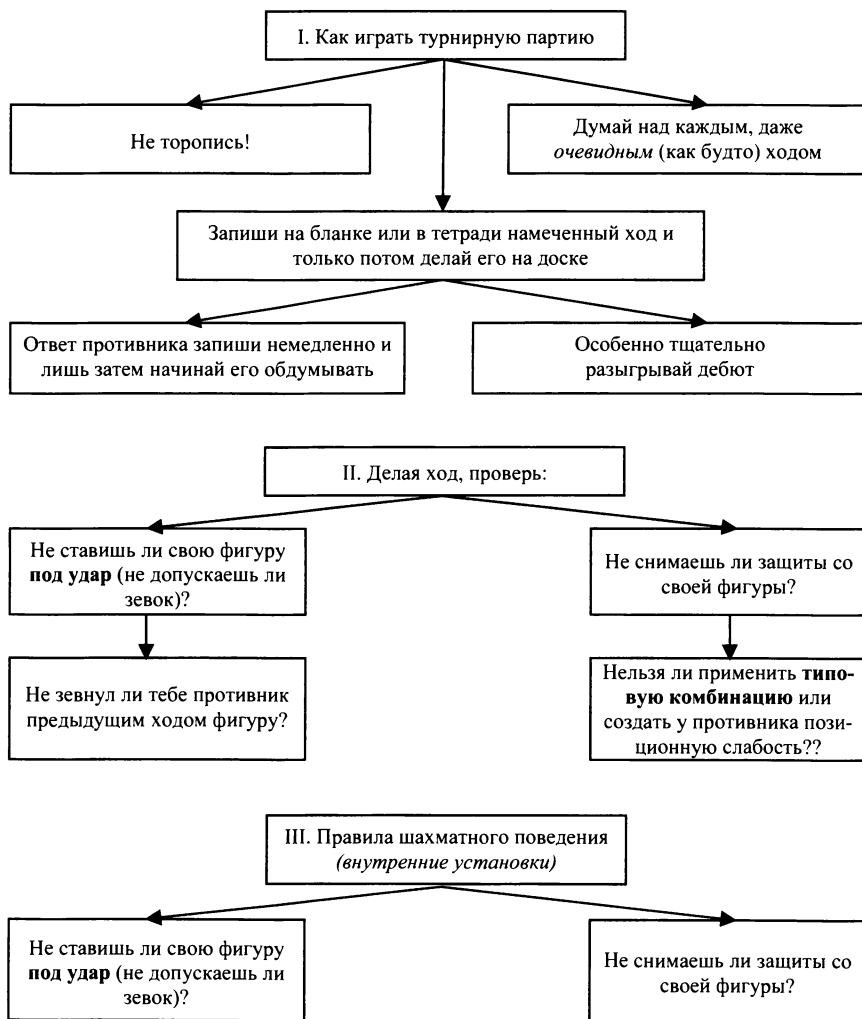 I. Как играть турнирную партию
Не торопись!
Думай над каждым, даже
очевидным (как будто) ходом
Запиши на бланке или в тетради намеченный ход и
только потом делай его на доске
Ответ противника запиши немедленно и
лишь затем начинай его обдумывать
Особенно тщательно
разыгрывай дебют
II. Делая ход, проверь:
Не ставишь ли свою фигуру
под удар (не допускаешь ли
зевок)?
Не снимаешь ли защиты со
своей фигуры?
Не зевнул ли тебе противник
предыдущим ходом фигуру?
Нельзя ли применить типо-
вую комбинацию или
создать у противника пози-
ционную слабость??
III. Правила шахматного поведения
(внутренние установки)
Не ставишь ли свою фигуру
под удар (не допускаешь ли
зевок)?
Не снимаешь ли защиты со
своей фигуры?